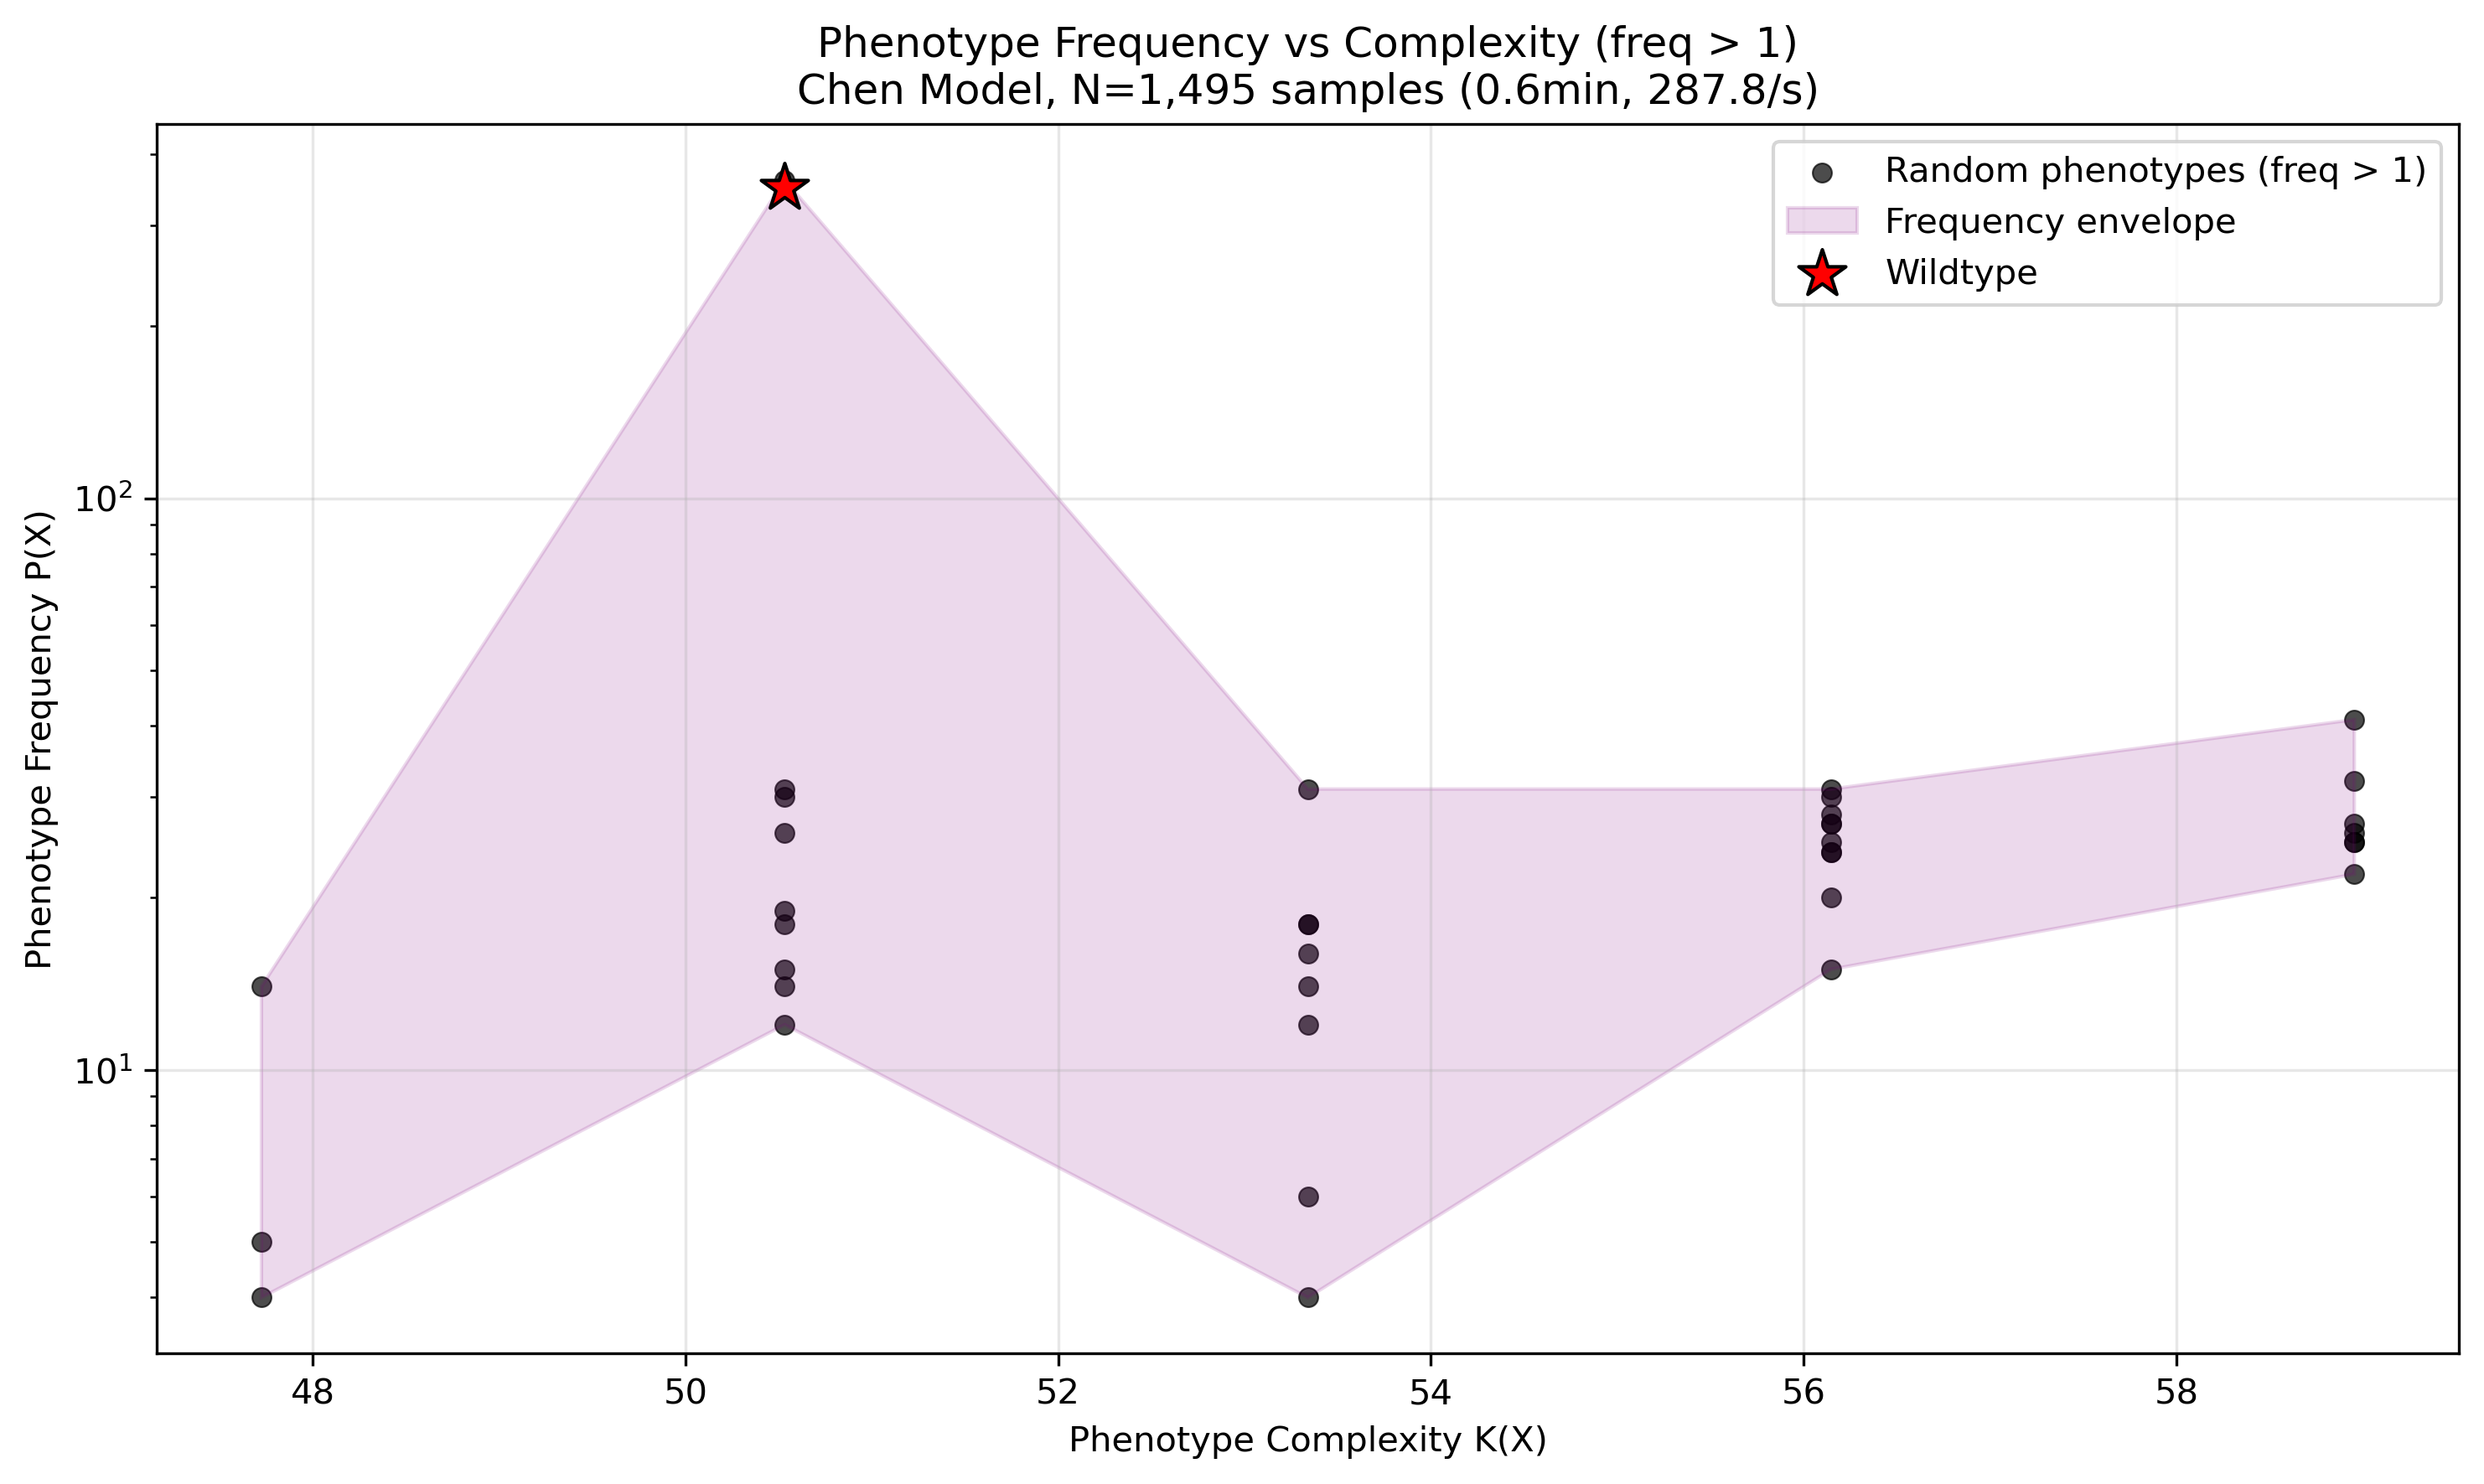 Phenotype Frequency vs Complexity (freq > 1)
Chen Model, N=1,495 samples (0.6min, 287.8/s)
Random phenotypes (freq > 1)
Frequency envelope
Wildtype
Phenotype Frequency P(X)
10²
10¹
48 50 52 54 56 58
Phenotype Complexity K(X)